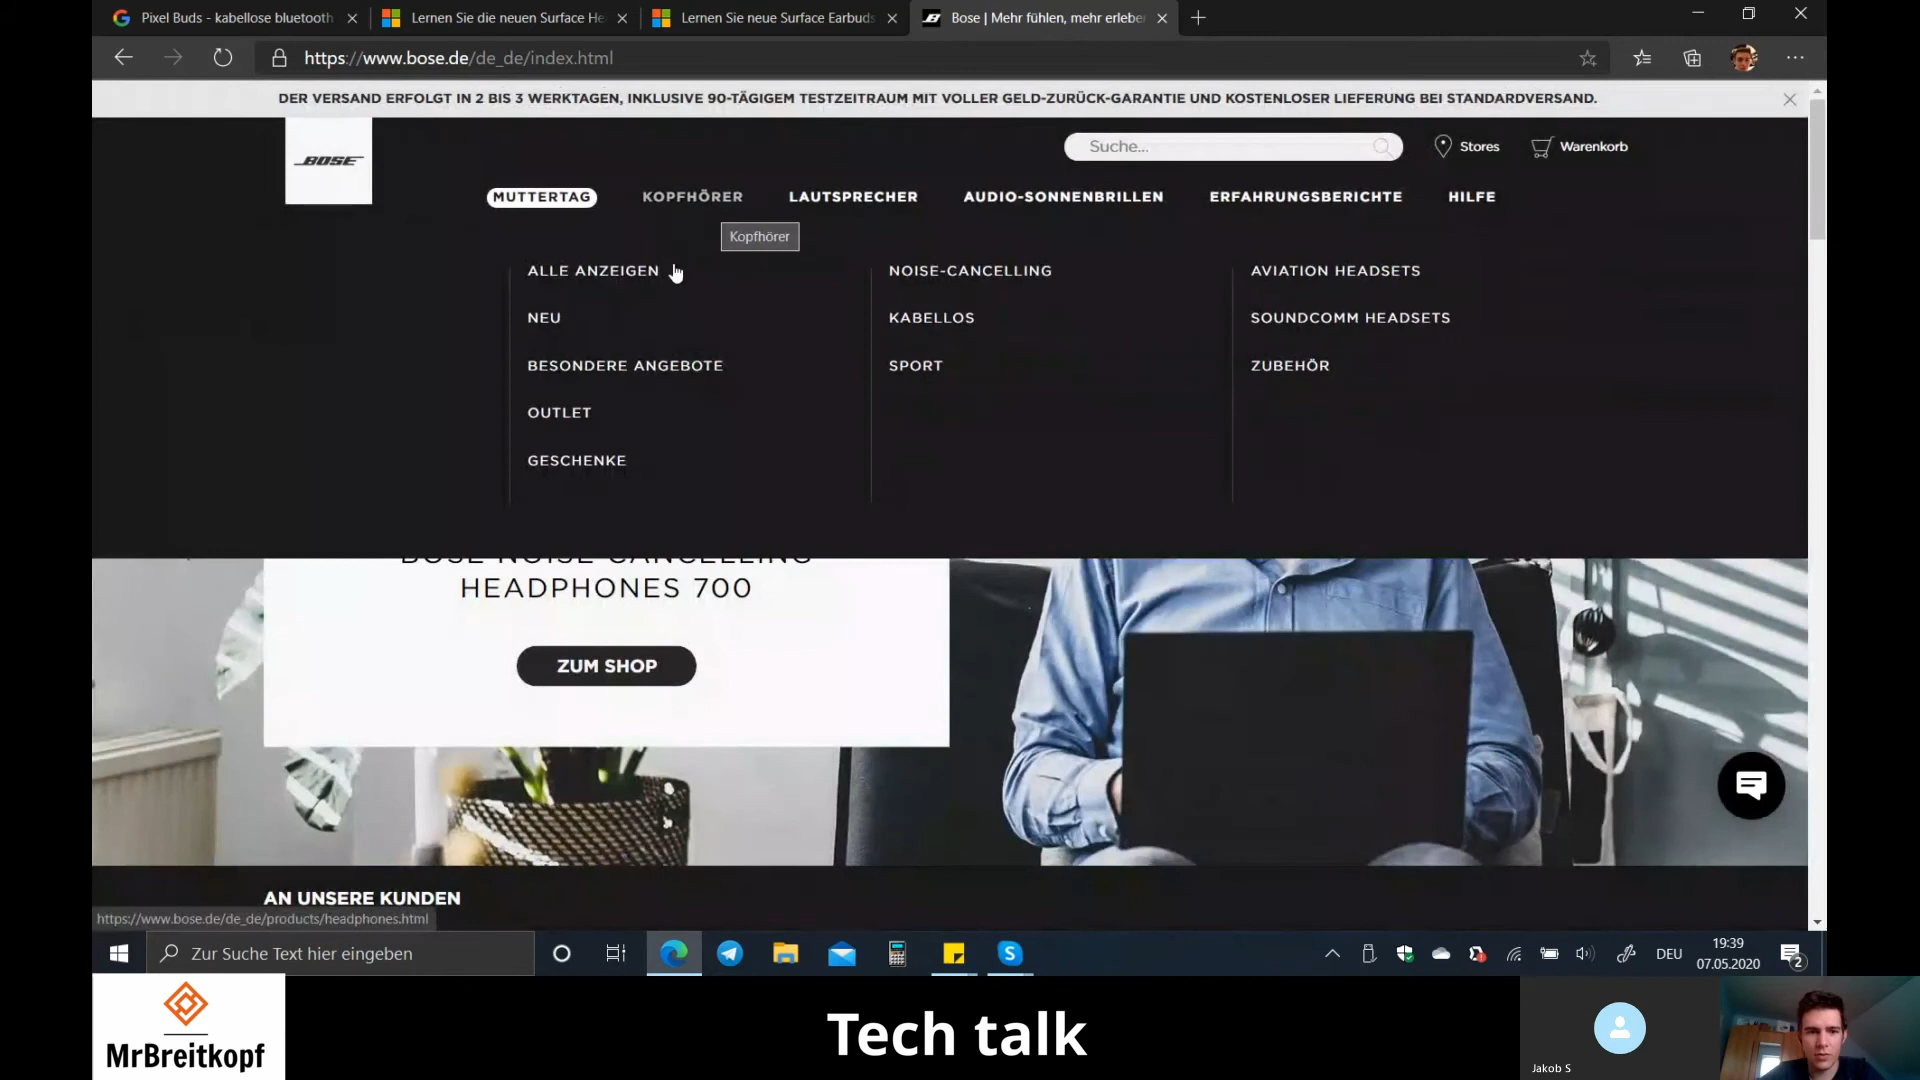 Pixel Buds - kabellose bluetooth
Lernen Sie die neuen Surface He
Lernen Sie neue Surface Earbuds
Bose | Mehr fühlen, mehr erlebe
https://www.bose.de/de_de/index.html
DER VERSAND ERFOLGT IN 2 BIS 3 WERKTAGEN, INKLUSIVE 90-TÄGIGEM TESTZEITRAUM MIT VOLLER GELD-ZURÜCK-GARANTIE UND KOSTENLOSER LIEFERUNG BEI STANDARDVERSAND.
BOSE
Suche...
Stores
Warenkorb
MUTTERTAG
KOPFHÖRER
LAUTSPRECHER
AUDIO-SONNENBRILLEN
ERFAHRUNGSBERICHTE
HILFE
Kopfhörer
ALLE ANZEIGEN
NEU
BESONDERE ANGEBOTE
OUTLET
GESCHENKE
NOISE-CANCELLING
KABELLOS
SPORT
AVIATION HEADSETS
SOUNDCOMM HEADSETS
ZUBEHÖR
BOSE NOISE CANCELLING
HEADPHONES 700
ZUM SHOP
AN UNSERE KUNDEN
https://www.bose.de/de_de/products/headphones.html
Zur Suche Text hier eingeben
DEU
19:39
07.05.2020
2
MrBreitkopf
Tech talk
Jakob S